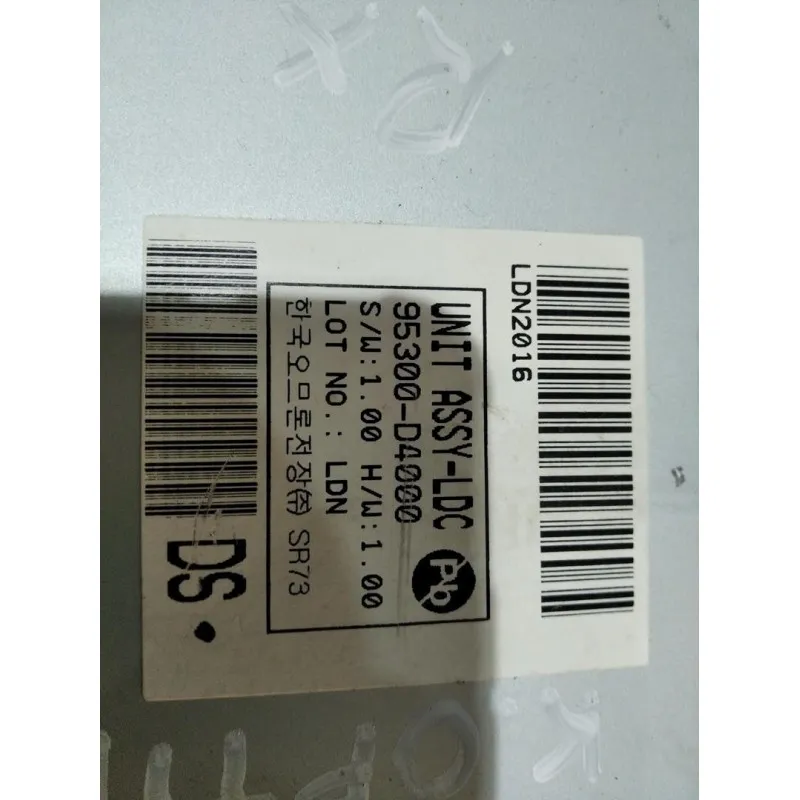 LDN2016
UNIT ASSY-LDC
95300-D4000
Pb
S/W:1.00 H/W:1.00
LOT NO.: LDN
한국오므론전장㈜ SR73
DS